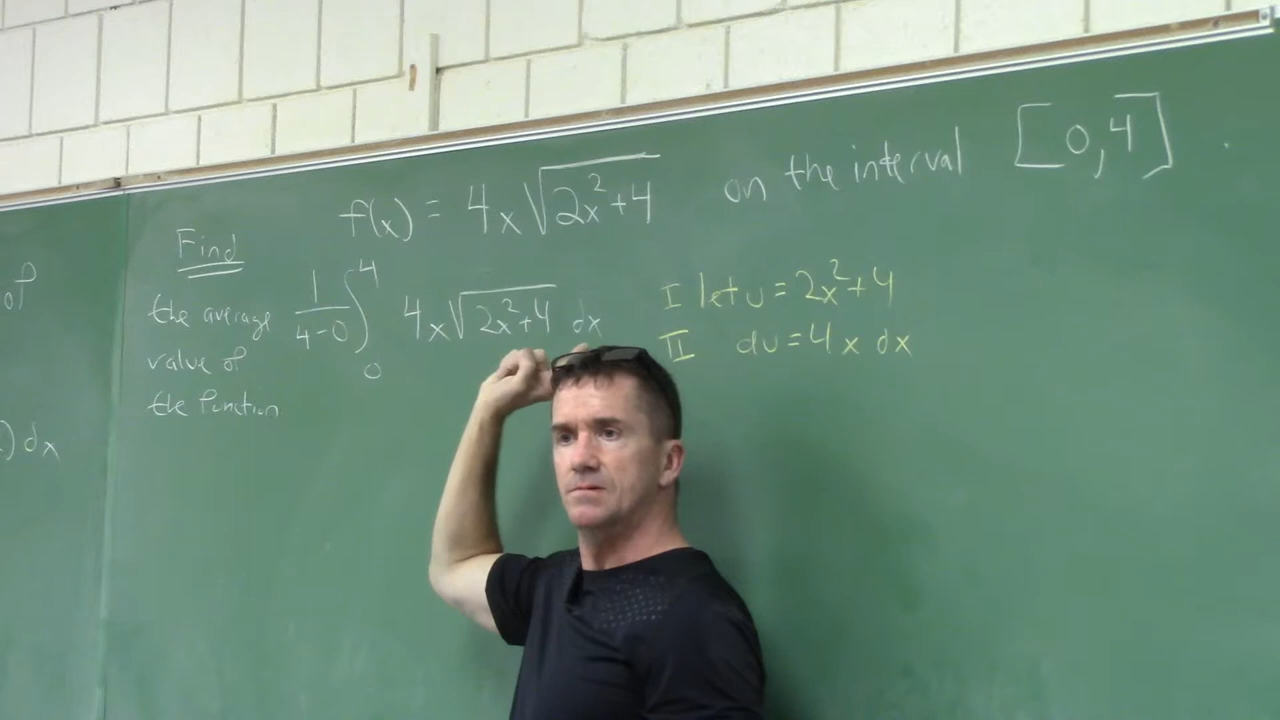 f(x) = 4x√(2x²+4) on the interval [0,4].
Find
the average
value of
the function
1/(4-0) ∫₀⁴ 4x√(2x²+4) dx
I let u = 2x²+4
II du = 4x dx
of
) dx